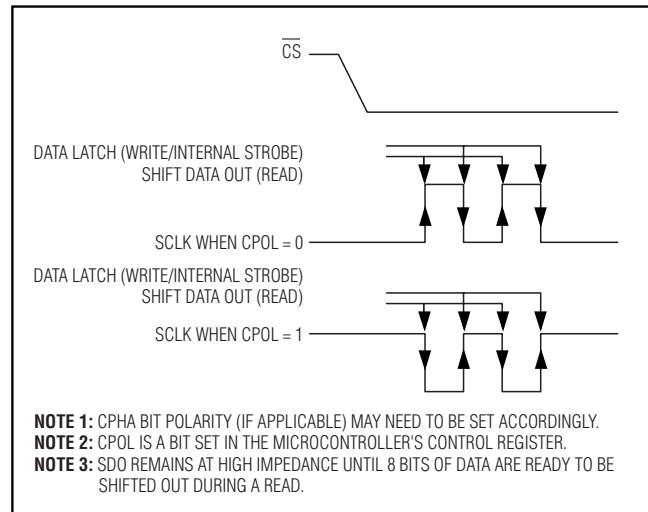 CS
DATA LATCH (WRITE/INTERNAL STROBE)
SHIFT DATA OUT (READ)
SCLK WHEN CPOL = 0
DATA LATCH (WRITE/INTERNAL STROBE)
SHIFT DATA OUT (READ)
SCLK WHEN CPOL = 1
NOTE 1: CPHA BIT POLARITY (IF APPLICABLE) MAY NEED TO BE SET ACCORDINGLY.
NOTE 2: CPOL IS A BIT SET IN THE MICROCONTROLLER'S CONTROL REGISTER.
NOTE 3: SDO REMAINS AT HIGH IMPEDANCE UNTIL 8 BITS OF DATA ARE READY TO BE
SHIFTED OUT DURING A READ.